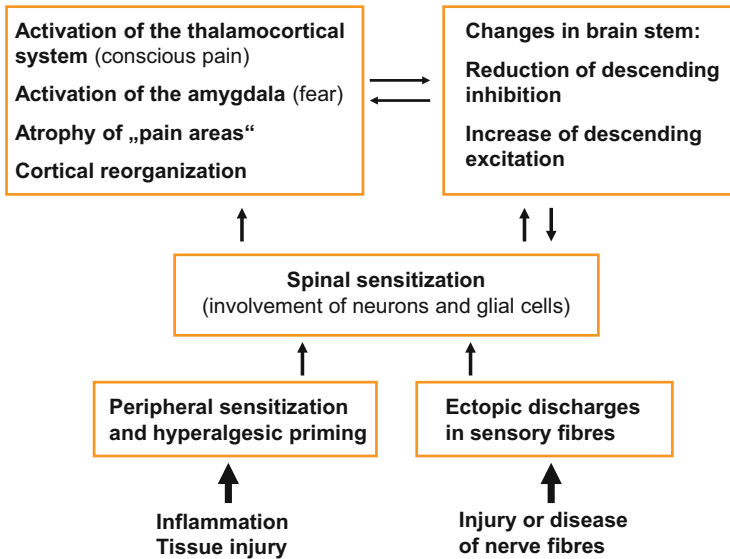 Activation of the thalamocortical
system (conscious pain)
Activation of the amygdala (fear)
Atrophy of „pain areas“
Cortical reorganization
Changes in brain stem:
Reduction of descending
inhibition
Increase of descending
excitation
Spinal sensitization
(involvement of neurons and glial cells)
Peripheral sensitization
and hyperalgesic priming
Ectopic discharges
in sensory fibres
Inflammation
Tissue injury
Injury or disease
of nerve fibres